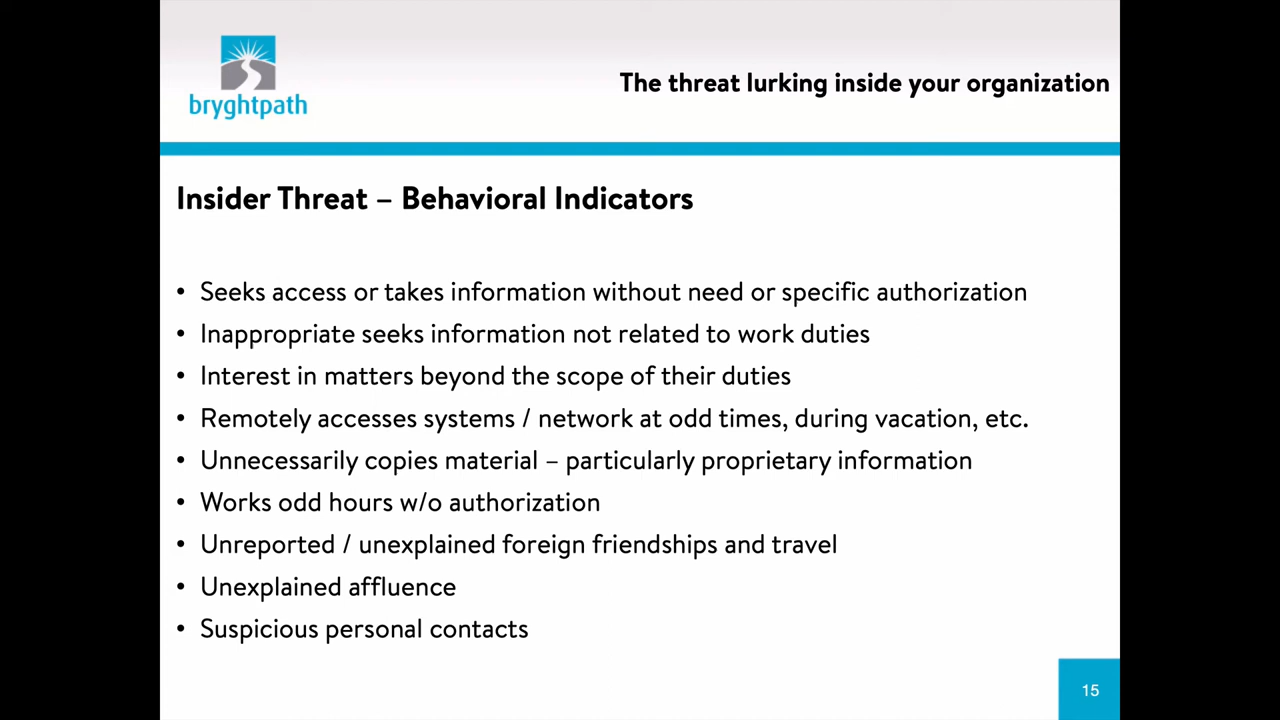 bryghtpath
The threat lurking inside your organization
Insider Threat – Behavioral Indicators
• Seeks access or takes information without need or specific authorization
• Inappropriate seeks information not related to work duties
• Interest in matters beyond the scope of their duties
• Remotely accesses systems / network at odd times, during vacation, etc.
• Unnecessarily copies material – particularly proprietary information
• Works odd hours w/o authorization
• Unreported / unexplained foreign friendships and travel
• Unexplained affluence
• Suspicious personal contacts
15